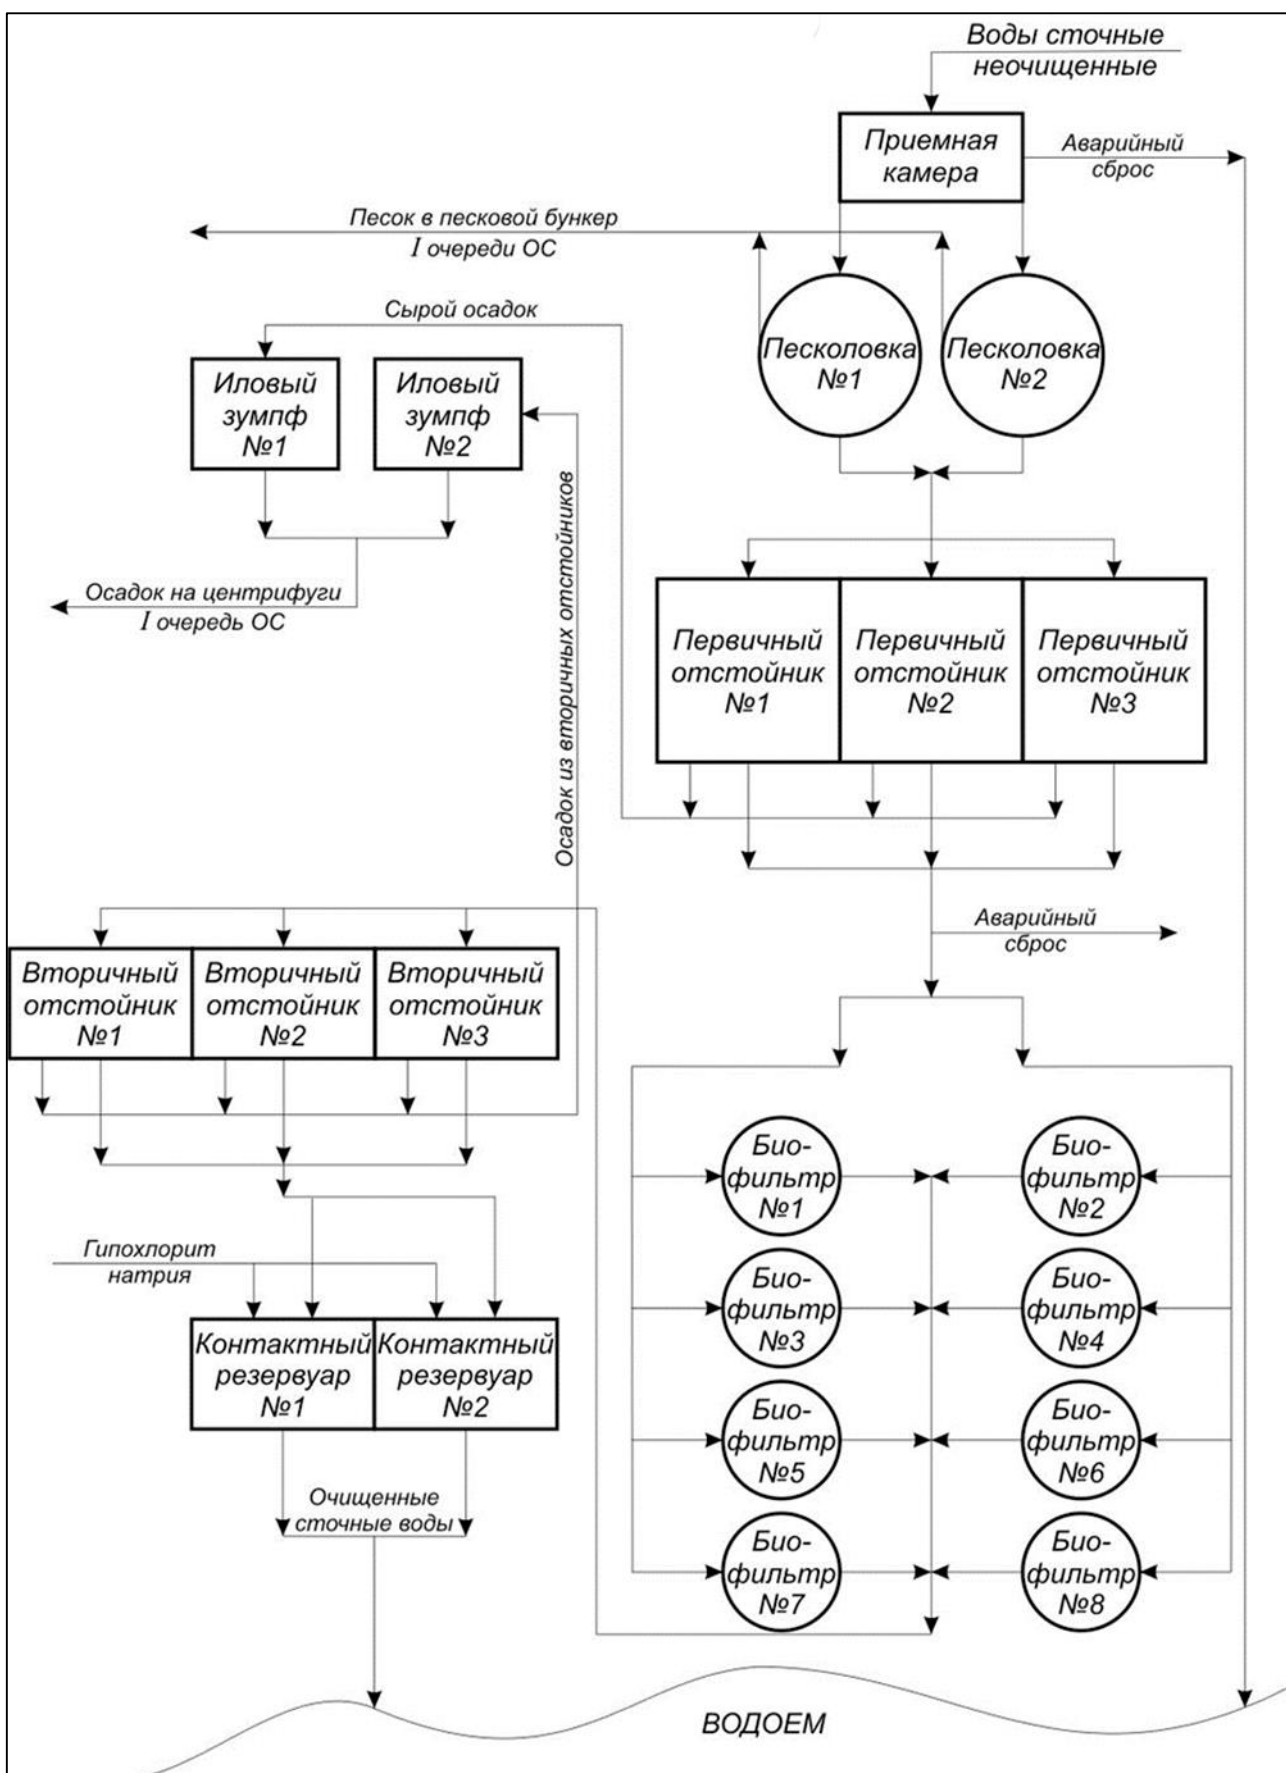 Воды сточные
неочищенные
Приемная
камера
Аварийный
сброс
Песок в песковой бункер
I очереди ОС
Сырой осадок
Песколовка
№1
Песколовка
№2
Иловый
зумпф
№1
Иловый
зумпф
№2
Осадок из вторичных отстойников
Осадок на центрифуги
I очередь ОС
Первичный
отстойник
№1
Первичный
отстойник
№2
Первичный
отстойник
№3
Аварийный
сброс
Вторичный
отстойник
№1
Вторичный
отстойник
№2
Вторичный
отстойник
№3
Био-
фильтр
№1
Био-
фильтр
№2
Гипохлорит
натрия
Био-
фильтр
№3
Био-
фильтр
№4
Контактный
резервуар
№1
Контактный
резервуар
№2
Био-
фильтр
№5
Био-
фильтр
№6
Очищенные
сточные воды
Био-
фильтр
№7
Био-
фильтр
№8
ВОДОЕМ